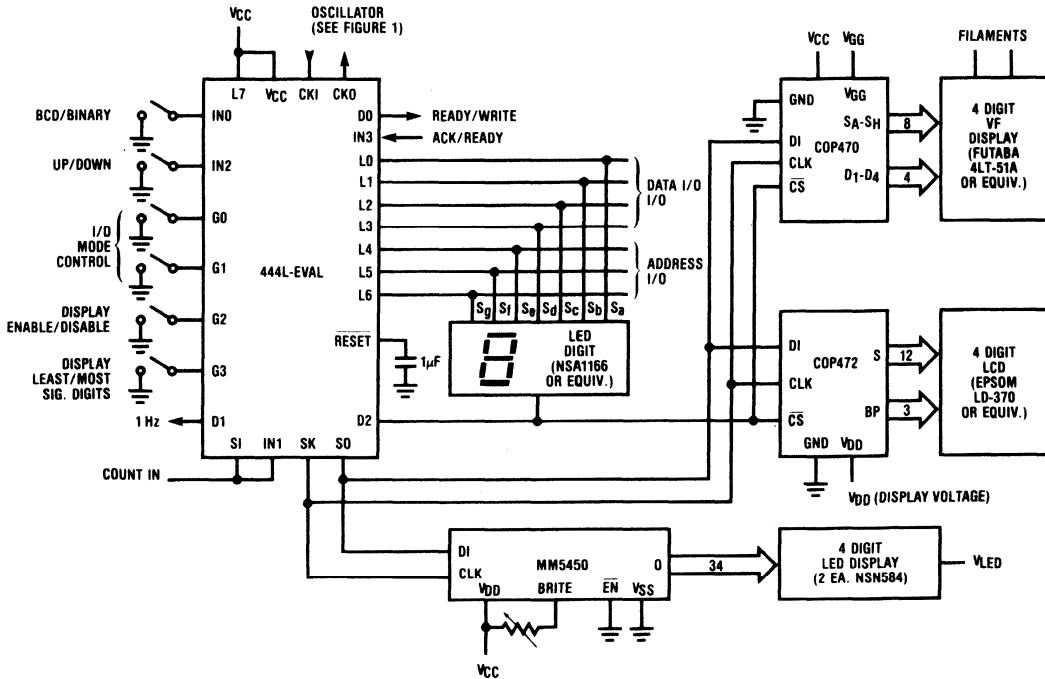 VCC
OSCILLATOR
(SEE FIGURE 1)
L7
VCC
CKI
CKO
BCD/BINARY
IN0
UP/DOWN
IN2
I/O
MODE
CONTROL
G0
G1
DISPLAY
ENABLE/DISABLE
G2
DISPLAY
LEAST/MOST
SIG. DIGITS
G3
1 Hz
D1
444L-EVAL
D0
READY/WRITE
IN3
ACK/READY
L0
L1
L2
L3
L4
L5
L6
DATA I/O
I/O
ADDRESS
I/O
RESET
1µF
D2
SI
IN1
SK
SO
COUNT IN
Sg
Sf
Se
Sd
Sc
Sb
Sa
LED
DIGIT
(NSA1166
OR EQUIV.)
VCC
VGG
GND
VGG
SA-SH
8
DI
COP470
CLK
D1-D4
4
CS
FILAMENTS
4 DIGIT
VF
DISPLAY
(FUTABA
4LT-51A
OR EQUIV.)
DI
COP472
S
12
CLK
BP
3
CS
GND
VDD
VDD (DISPLAY VOLTAGE)
4 DIGIT
LCD
(EPSOM
LD-370
OR EQUIV.)
DI
CLK
MM5450
O
34
VDD
BRITE
EN
VSS
VCC
4 DIGIT
LED DISPLAY
(2 EA. NSN584)
VLED